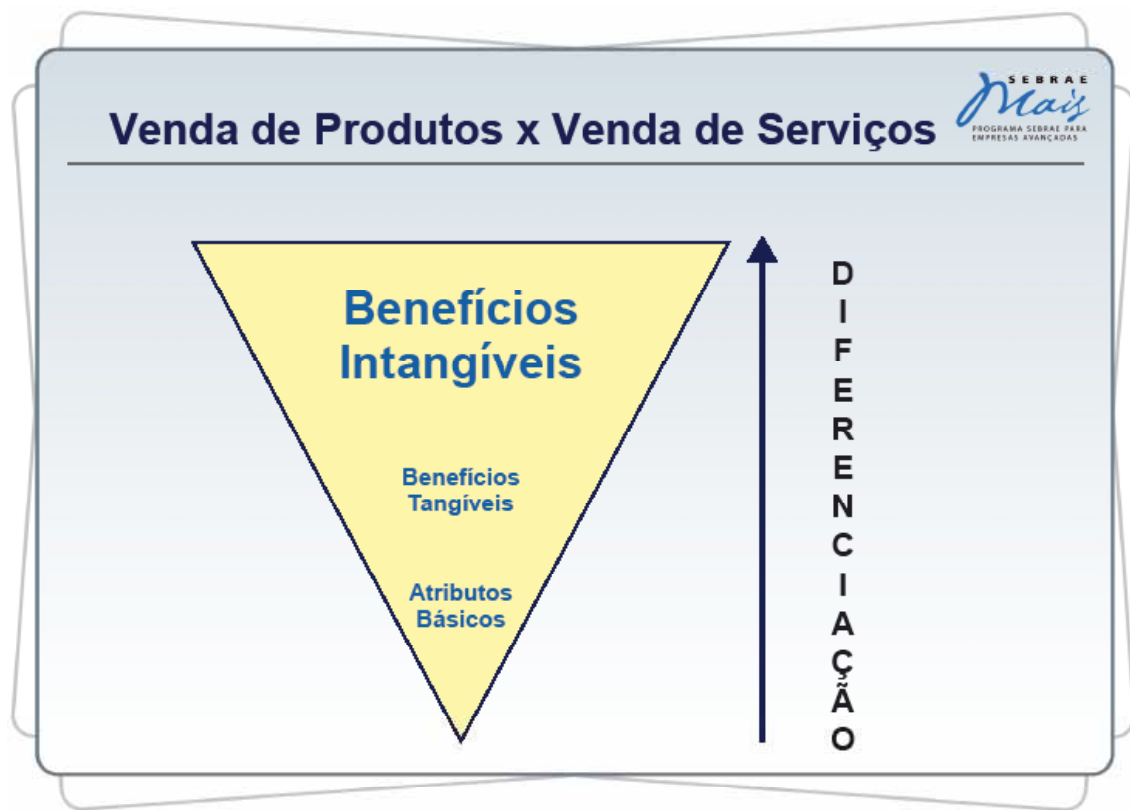 SEBRAE
Mais
PROGRAMA SEBRAE PARA
EMPRESAS AVANÇADAS
Venda de Produtos x Venda de Serviços
Benefícios
Intangíveis
Benefícios
Tangíveis
Atributos
Básicos
DIFERENCIAÇÃO